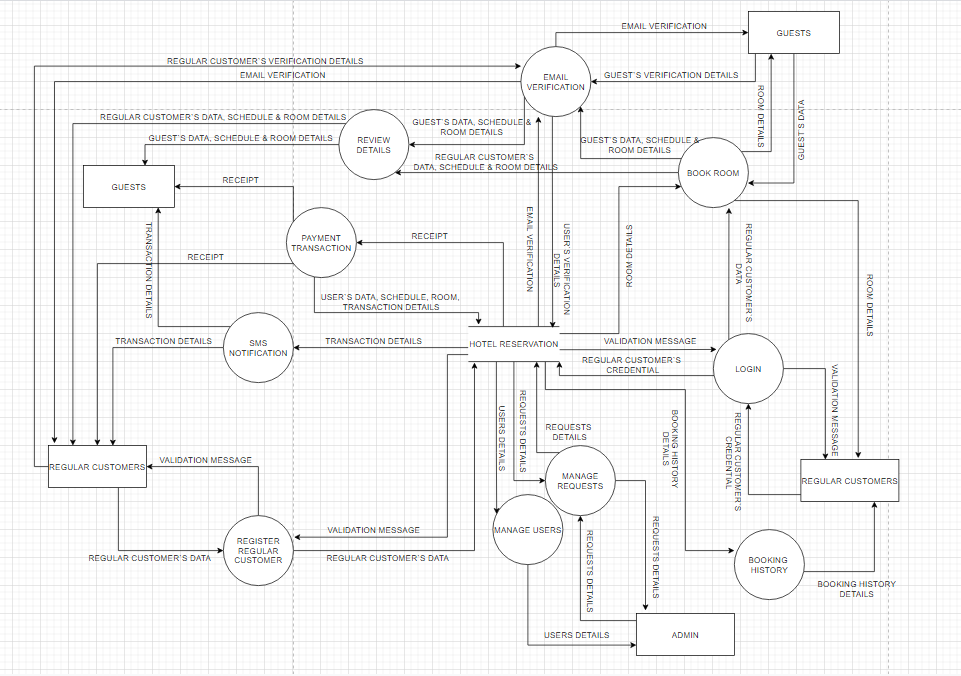 EMAIL VERIFICATION
GUESTS
REGULAR CUSTOMER`S VERIFICATION DETAILS
EMAIL VERIFICATION
EMAIL
VERIFICATION
GUEST`S VERIFICATION DETAILS
ROOM DETAILS
GUEST`S DATA
REGULAR CUSTOMER`S DATA, SCHEDULE & ROOM DETAILS
GUEST`S DATA, SCHEDULE & ROOM DETAILS
REVIEW
DETAILS
GUEST`S DATA, SCHEDULE &
ROOM DETAILS
GUEST`S DATA, SCHEDULE &
ROOM DETAILS
REGULAR CUSTOMER`S
DATA, SCHEDULE & ROOM DETAILS
BOOK ROOM
GUESTS
RECEIPT
TRANSACTION DETAILS
PAYMENT
TRANSACTION
RECEIPT
RECEIPT
EMAIL VERIFICATION
USER`S VERIFICATION
DETAILS
ROOM DETAILS
REGULAR CUSTOMER`S
DATA
ROOM DETAILS
USER`S DATA, SCHEDULE, ROOM,
TRANSACTION DETAILS
SMS
NOTIFICATION
TRANSACTION DETAILS
TRANSACTION DETAILS
HOTEL RESERVATION
VALIDATION MESSAGE
REGULAR CUSTOMER`S
CREDENTIAL
LOGIN
VALIDATION MESSAGE
REGULAR CUSTOMER`S
CREDENTIAL
USERS DETAILS
REQUESTS DETAILS
REQUESTS
DETAILS
BOOKING HISTORY
DETAILS
REGULAR CUSTOMERS
VALIDATION MESSAGE
MANAGE
REQUESTS
REGULAR CUSTOMERS
VALIDATION MESSAGE
MANAGE USERS
REGISTER
REGULAR
CUSTOMER
REGULAR CUSTOMER`S DATA
REGULAR CUSTOMER`S DATA
REQUESTS DETAILS
REQUESTS DETAILS
BOOKING
HISTORY
BOOKING HISTORY
DETAILS
USERS DETAILS
ADMIN